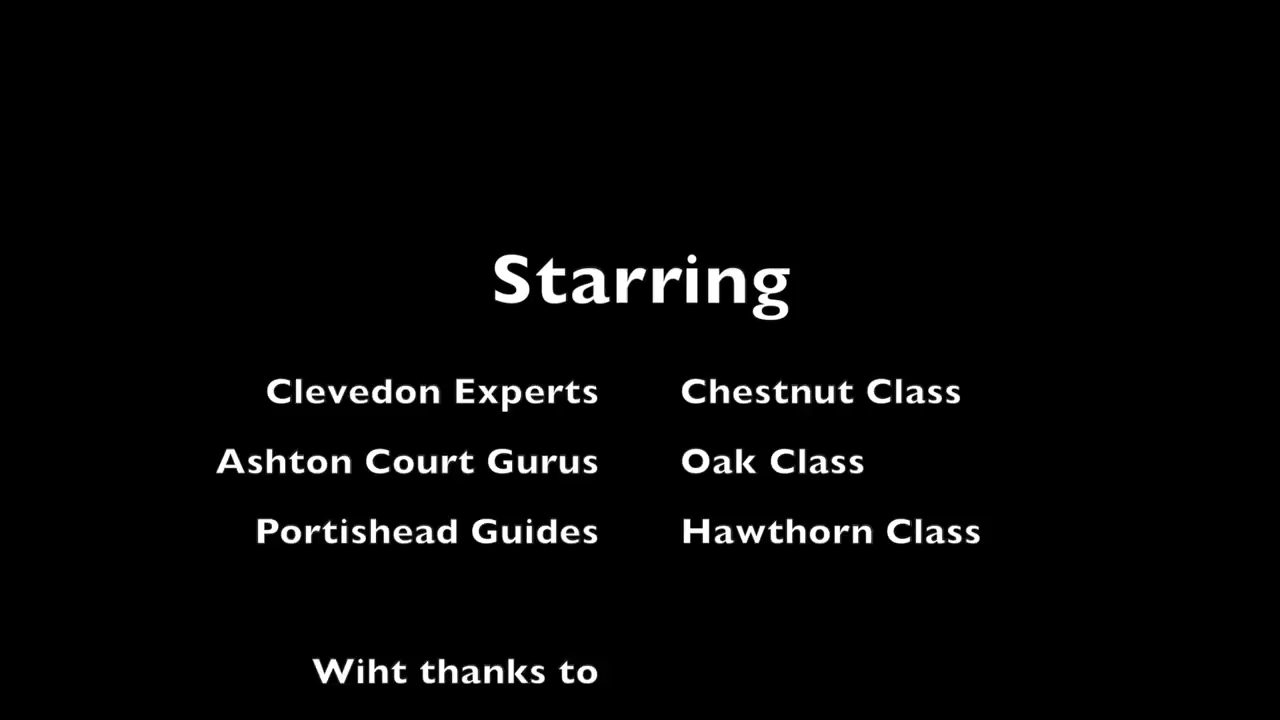 Starring
Clevedon Experts Chestnut Class
Ashton Court Gurus Oak Class
Portishead Guides Hawthorn Class
Wiht thanks to